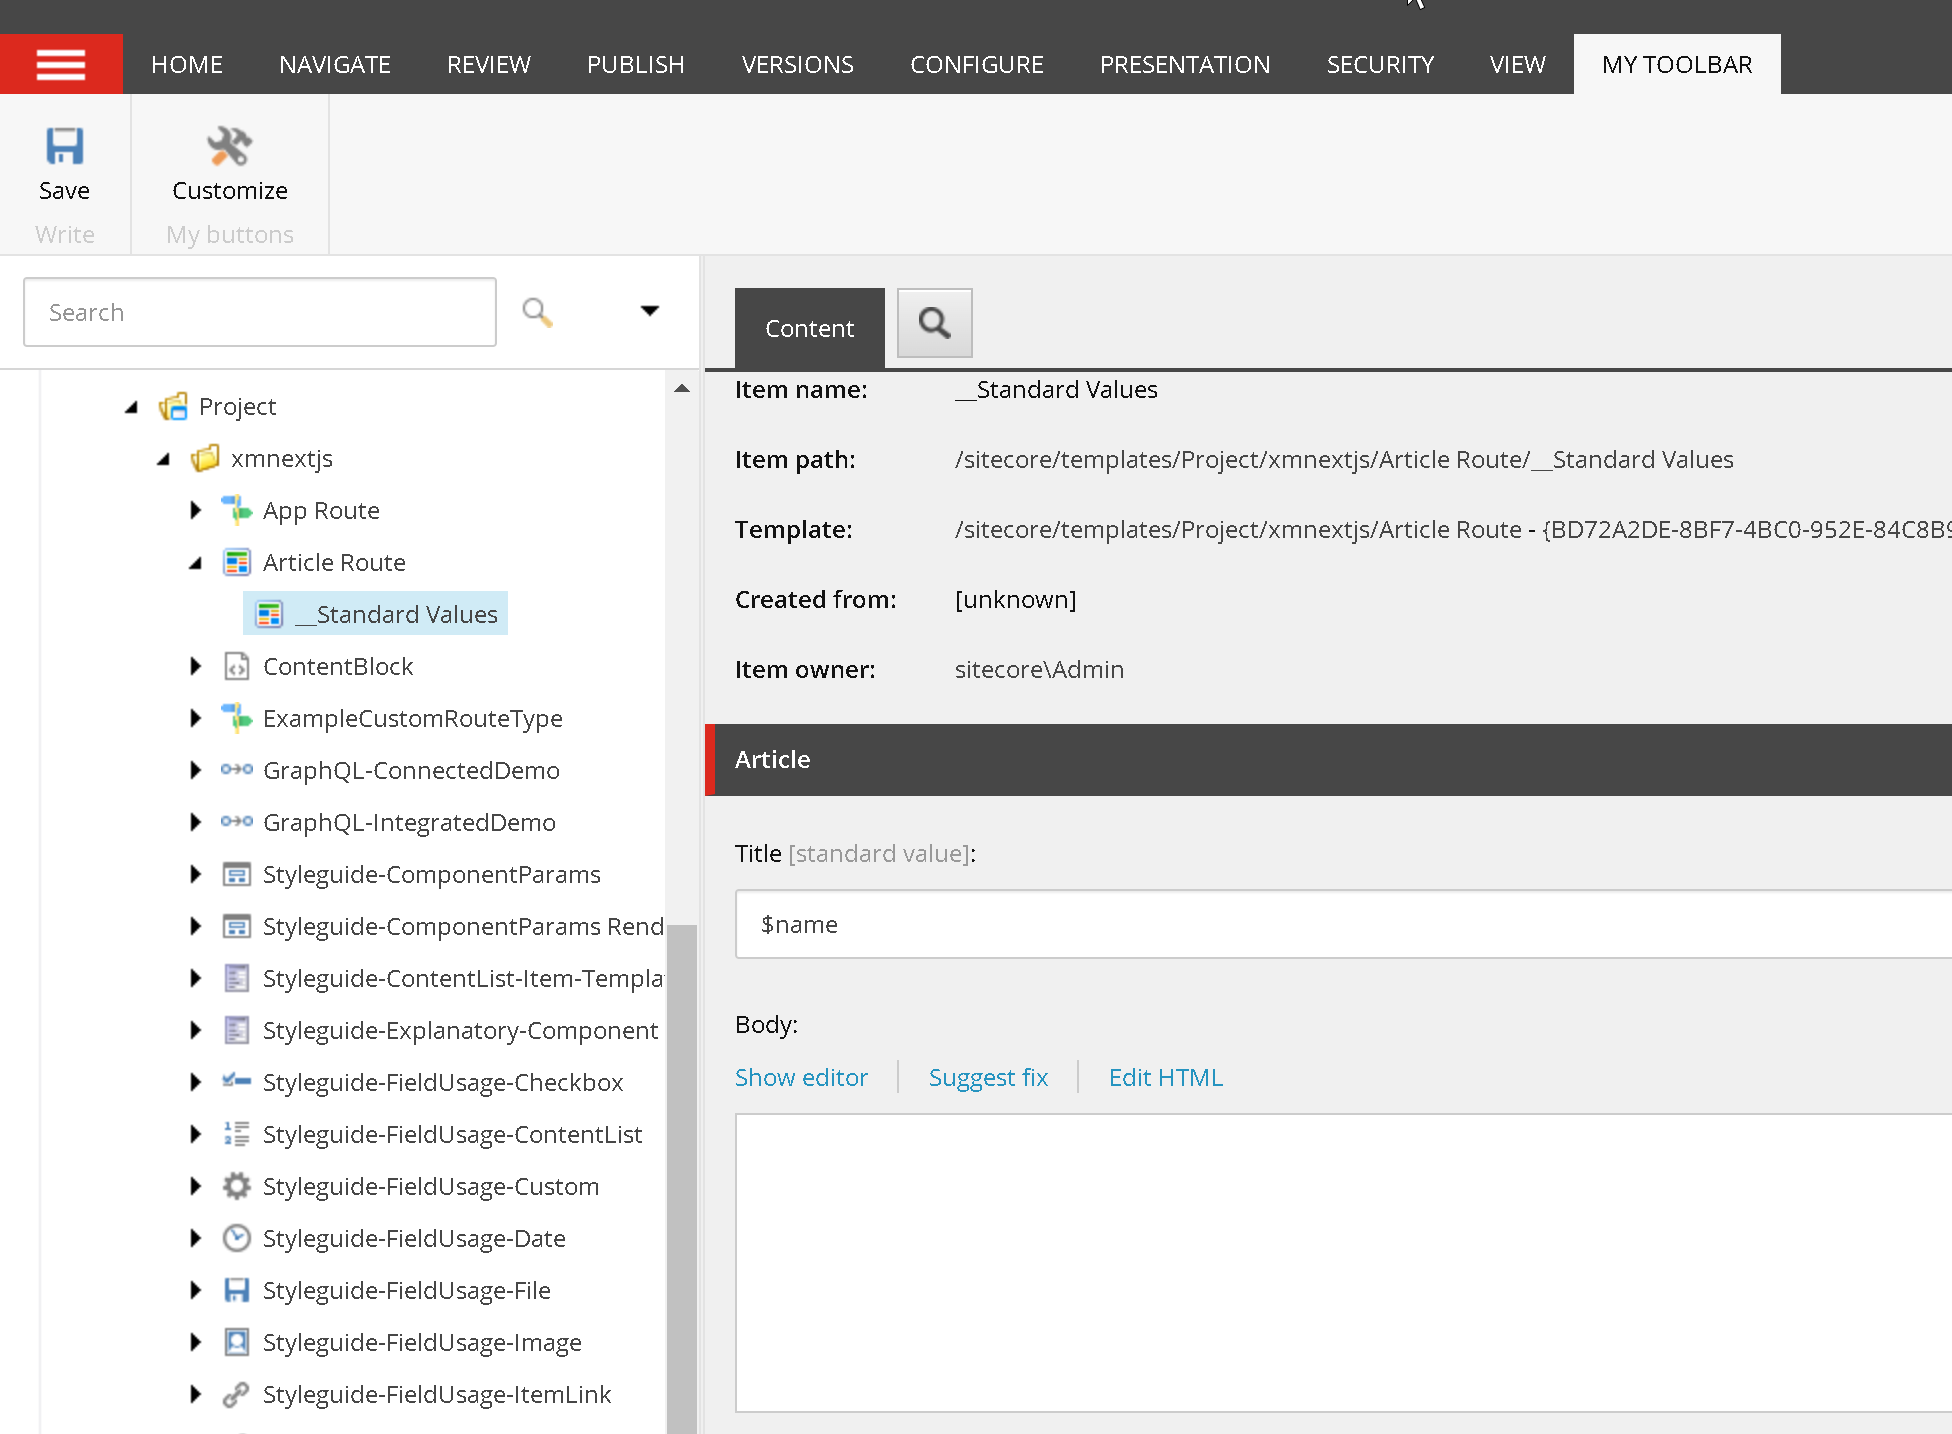 HOME NAVIGATE REVIEW PUBLISH VERSIONS CONFIGURE PRESENTATION SECURITY VIEW MY TOOLBAR
Save Customize
Write My buttons
Search
Project
xmnextjs
App Route
Article Route
__Standard Values
ContentBlock
ExampleCustomRouteType
GraphQL-ConnectedDemo
GraphQL-IntegratedDemo
Styleguide-ComponentParams
Styleguide-ComponentParams Rend
Styleguide-ContentList-Item-Templa
Styleguide-Explanatory-Component
Styleguide-FieldUsage-Checkbox
Styleguide-FieldUsage-ContentList
Styleguide-FieldUsage-Custom
Styleguide-FieldUsage-Date
Styleguide-FieldUsage-File
Styleguide-FieldUsage-Image
Styleguide-FieldUsage-ItemLink
Content
Item name: __Standard Values
Item path: /sitecore/templates/Project/xmnextjs/Article Route/__Standard Values
Template: /sitecore/templates/Project/xmnextjs/Article Route - {BD72A2DE-8BF7-4BC0-952E-84C8B9
Created from: [unknown]
Item owner: sitecore\Admin
Article
Title [standard value]:
$name
Body:
Show editor Suggest fix Edit HTML